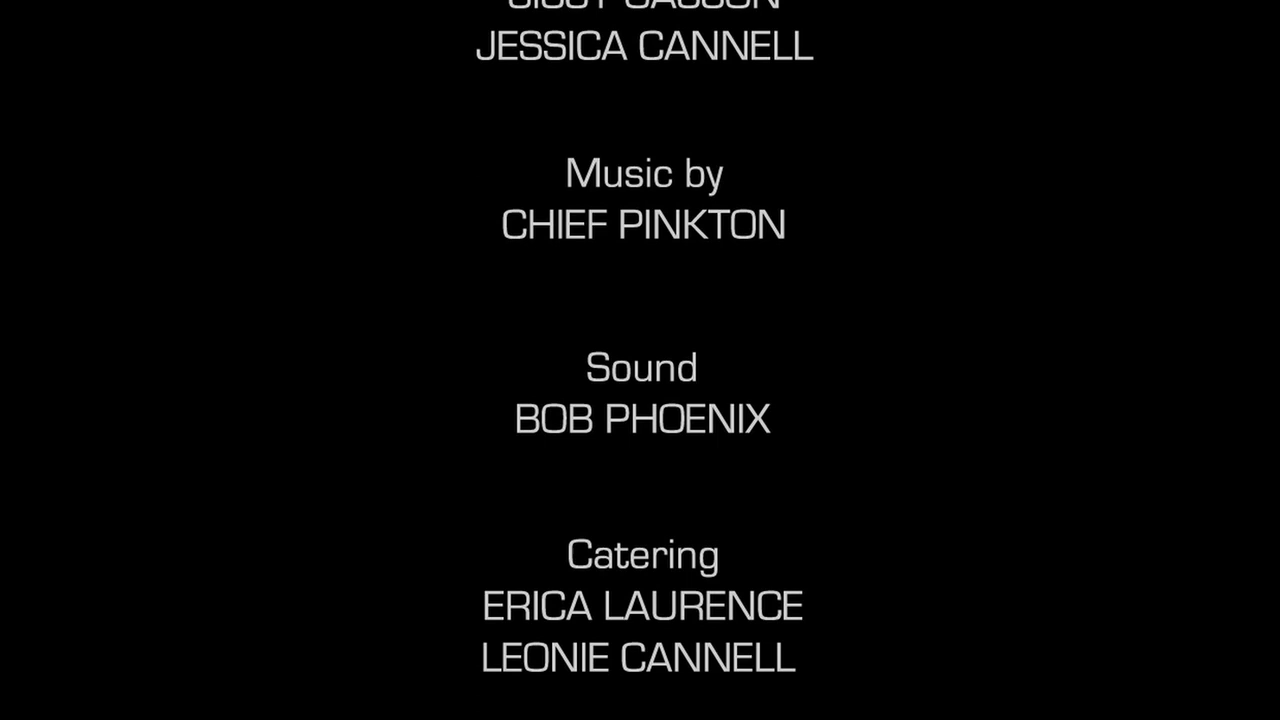 JESSICA CANNELL
Music by
CHIEF PINKTON
Sound
BOB PHOENIX
Catering
ERICA LAURENCE
LEONIE CANNELL